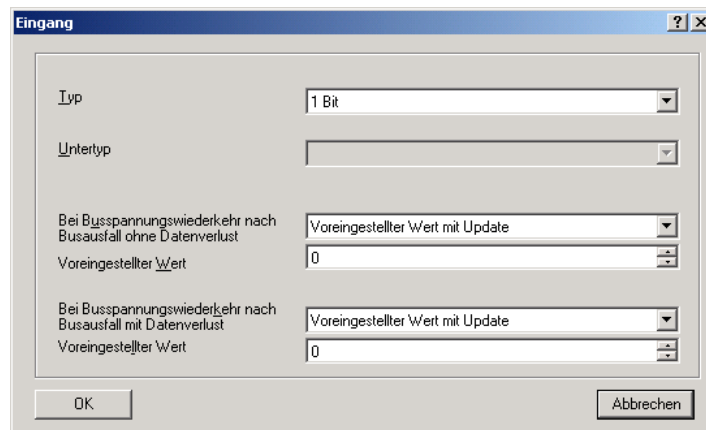 Eingang
Typ
1 Bit
Untertyp
Bei Busspannungswiederkehr nach
Busausfall ohne Datenverlust
Voreingestellter Wert mit Update
Voreingestellter Wert
0
Bei Busspannungswiederkehr nach
Busausfall mit Datenverlust
Voreingestellter Wert mit Update
Voreingestellter Wert
0
OK
Abbrechen